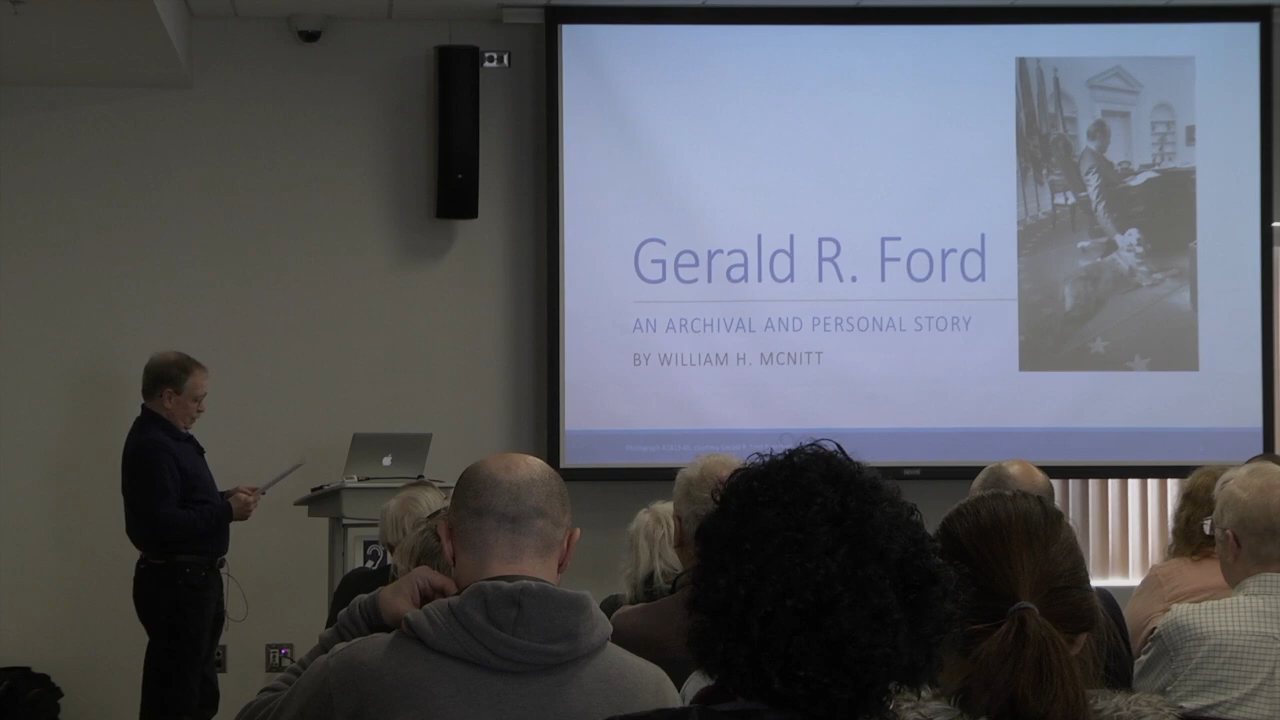 Gerald R. Ford
AN ARCHIVAL AND PERSONAL STORY
BY WILLIAM H. MCNITT